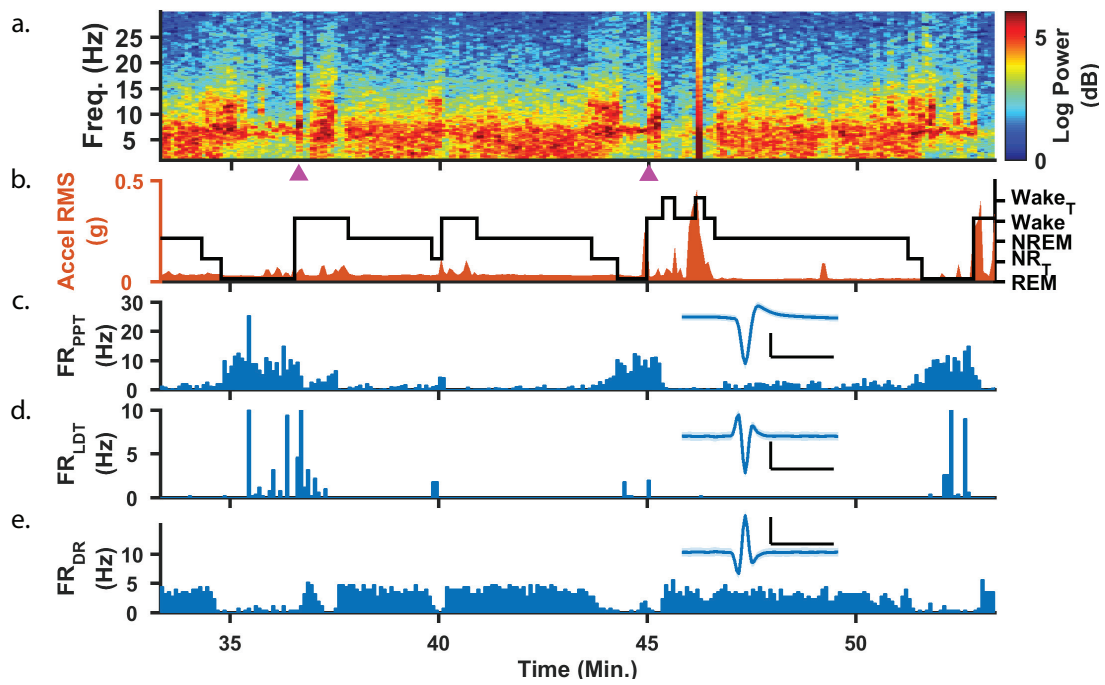 a.
Freq. (Hz)
25
20
15
10
5
5
0
Log Power
(dB)
b.
Accel RMS
(g)
0.5
0
Wake_T
Wake
NREM
NR_T
REM
c.
FR_PPT
(Hz)
30
20
10
0
d.
FR_LDT
(Hz)
10
5
0
e.
FR_DR
(Hz)
10
5
0
35
40
45
50
Time (Min.)